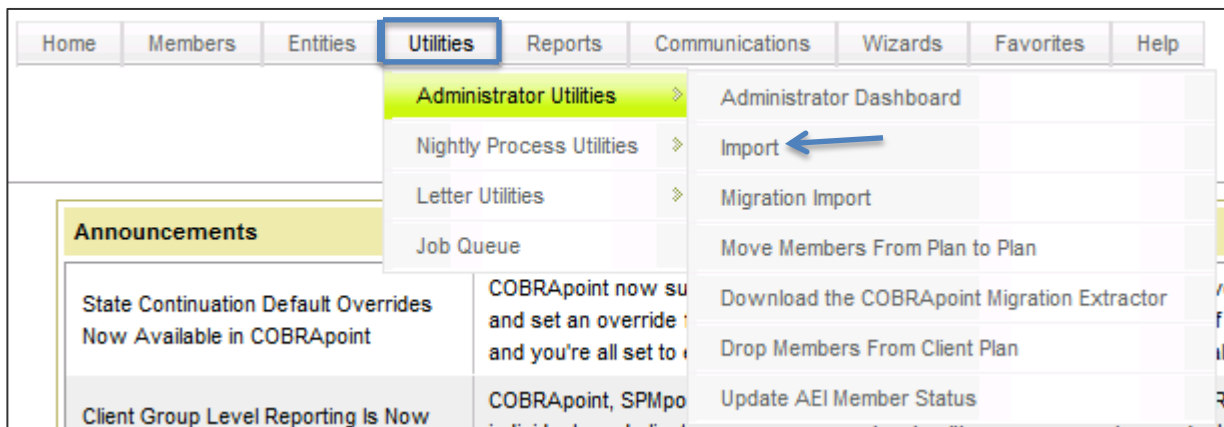 Home Members Entities Utilities Reports Communications Wizards Favorites Help
Administrator Utilities
Nightly Process Utilities
Letter Utilities
Job Queue
Administrator Dashboard
Import
Migration Import
Move Members From Plan to Plan
Download the COBRApoint Migration Extractor
Drop Members From Client Plan
Update AEI Member Status
Announcements
State Continuation Default Overrides
Now Available in COBRApoint
COBRApoint now su
and set an override
and you're all set to
Client Group Level Reporting Is Now
COBRApoint, SPMpo